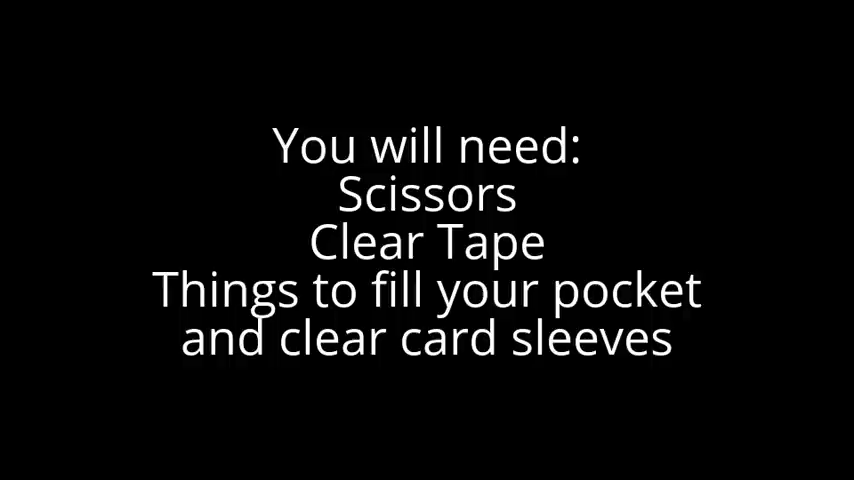 You will need:
Scissors
Clear Tape
Things to fill your pocket
and clear card sleeves